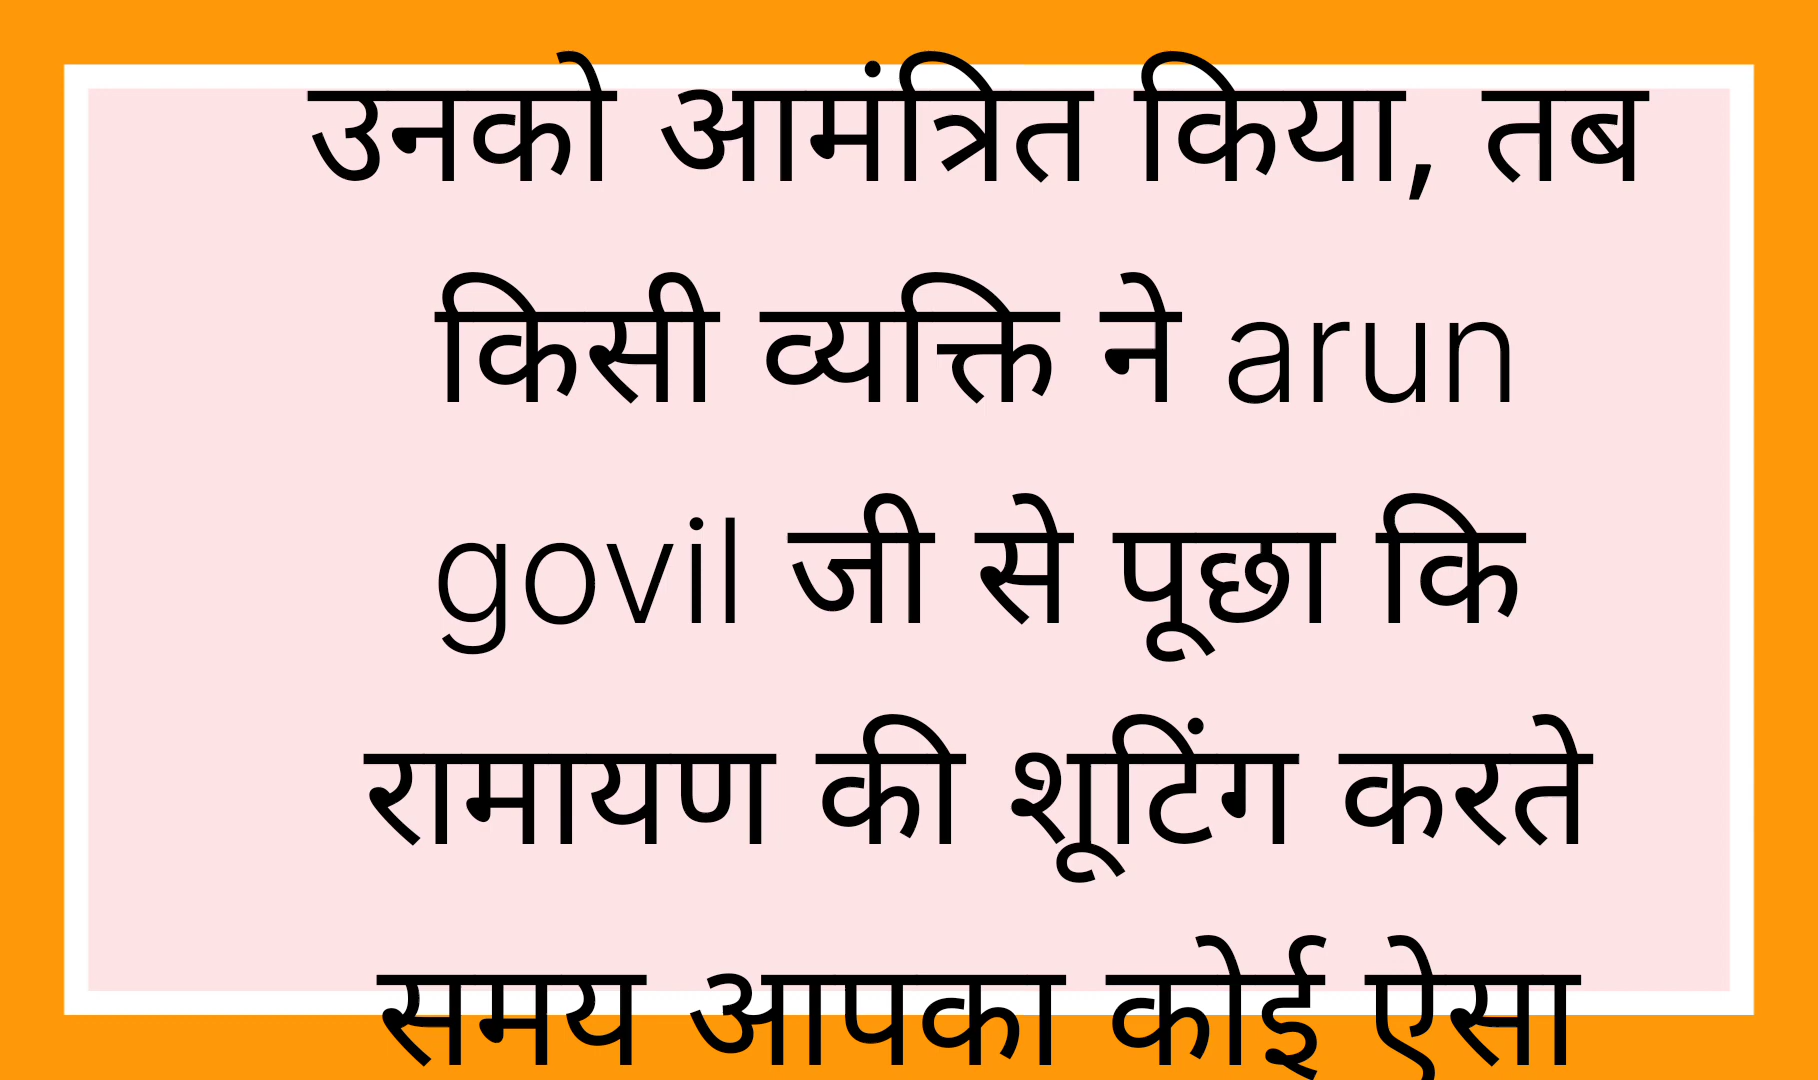 उनको आमंत्रित किया, तब
किसी व्यक्ति ने arun
govil जी से पूछा कि
रामायण की शूटिंग करते
समय आपका कोई ऐसा